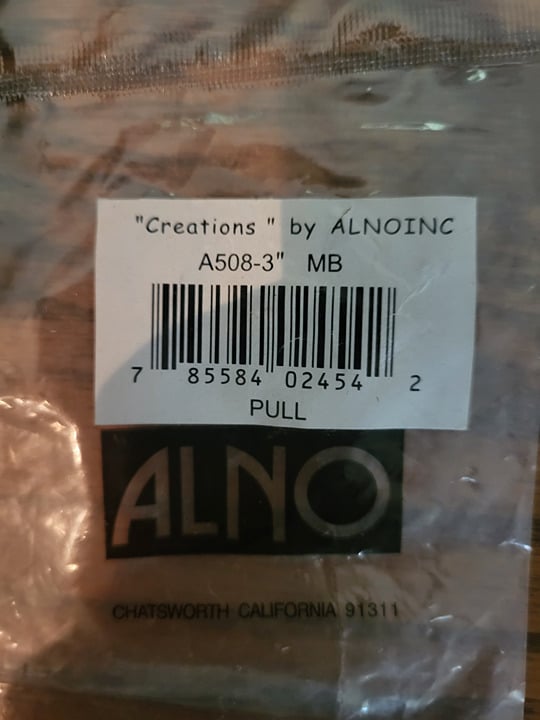 "Creations " by ALNOINC
A508-3" MB
7 85584 02454 2
PULL
ALNO
CHATSWORTH CALIFORNIA 91311